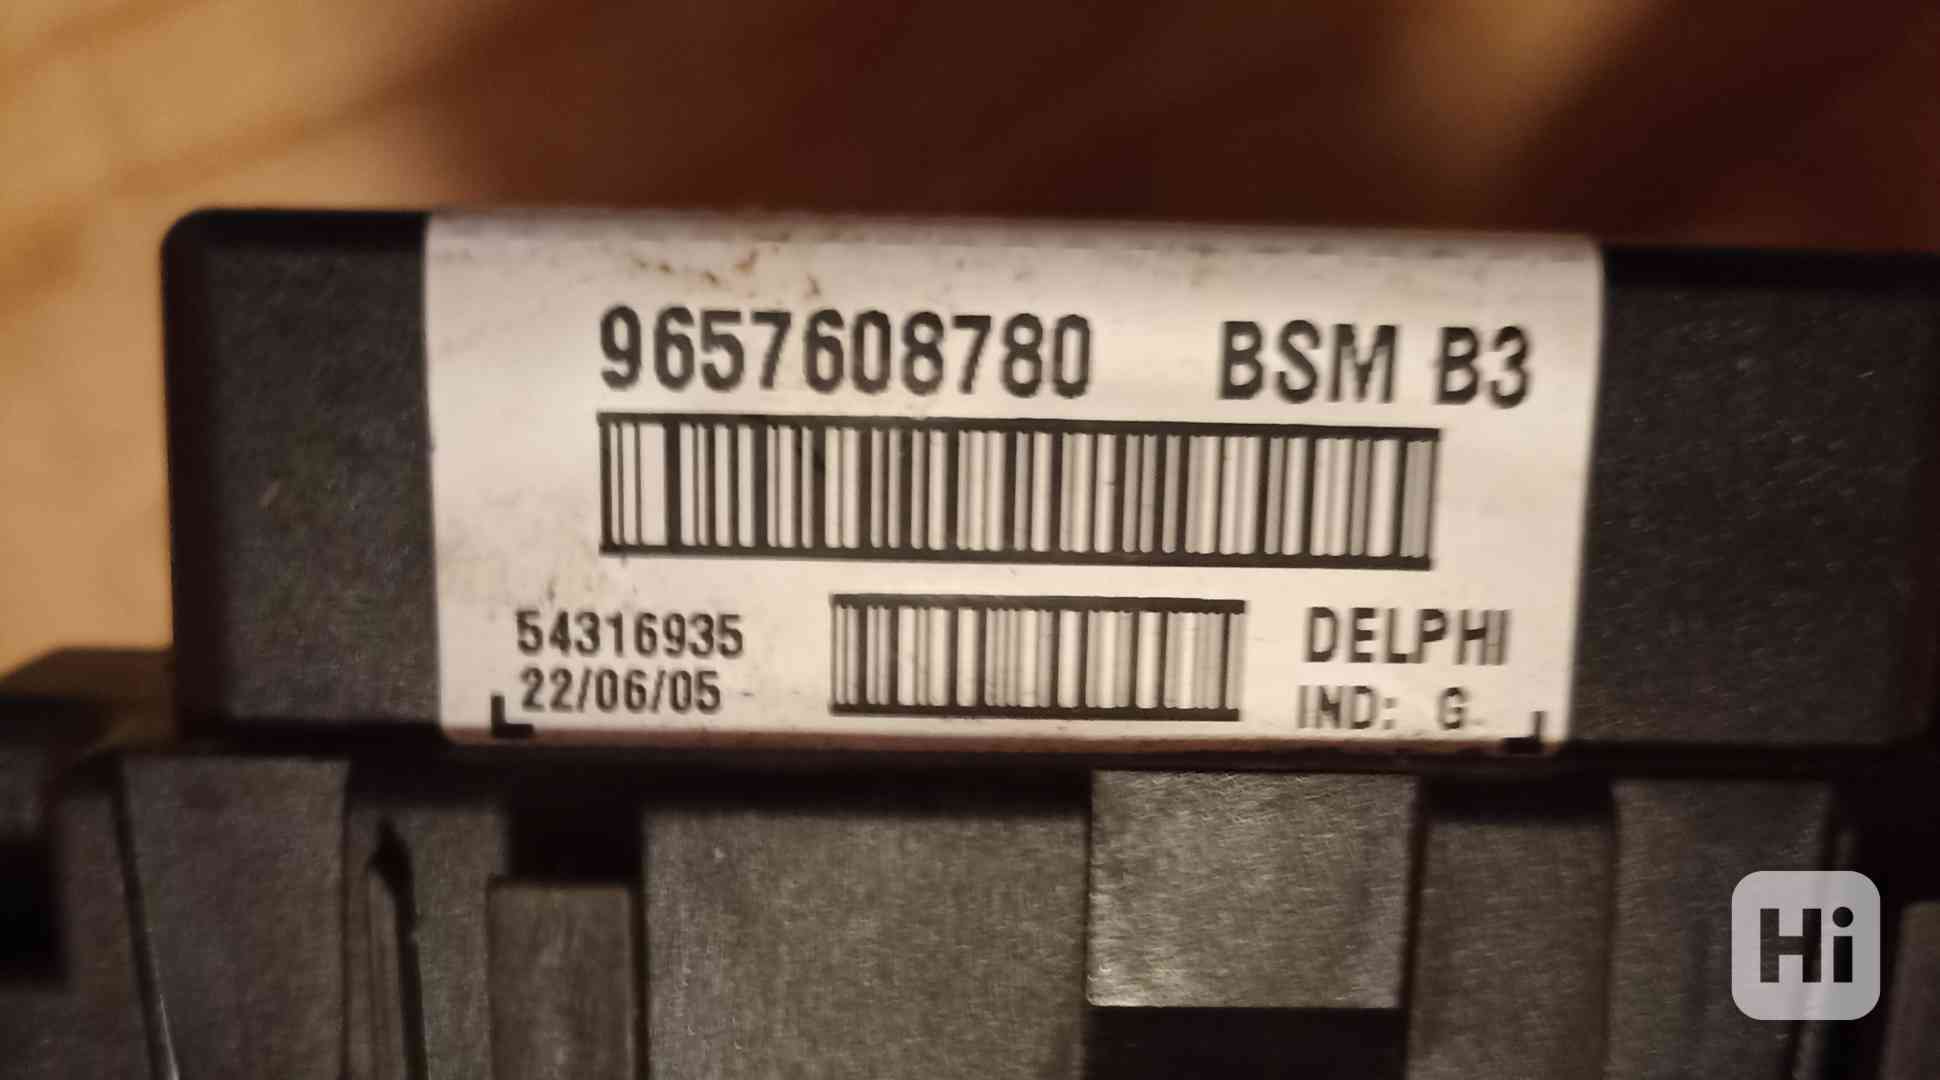 9657608780 BSM B3
54316935
22/06/05
DELPHI
IND: G
Hi